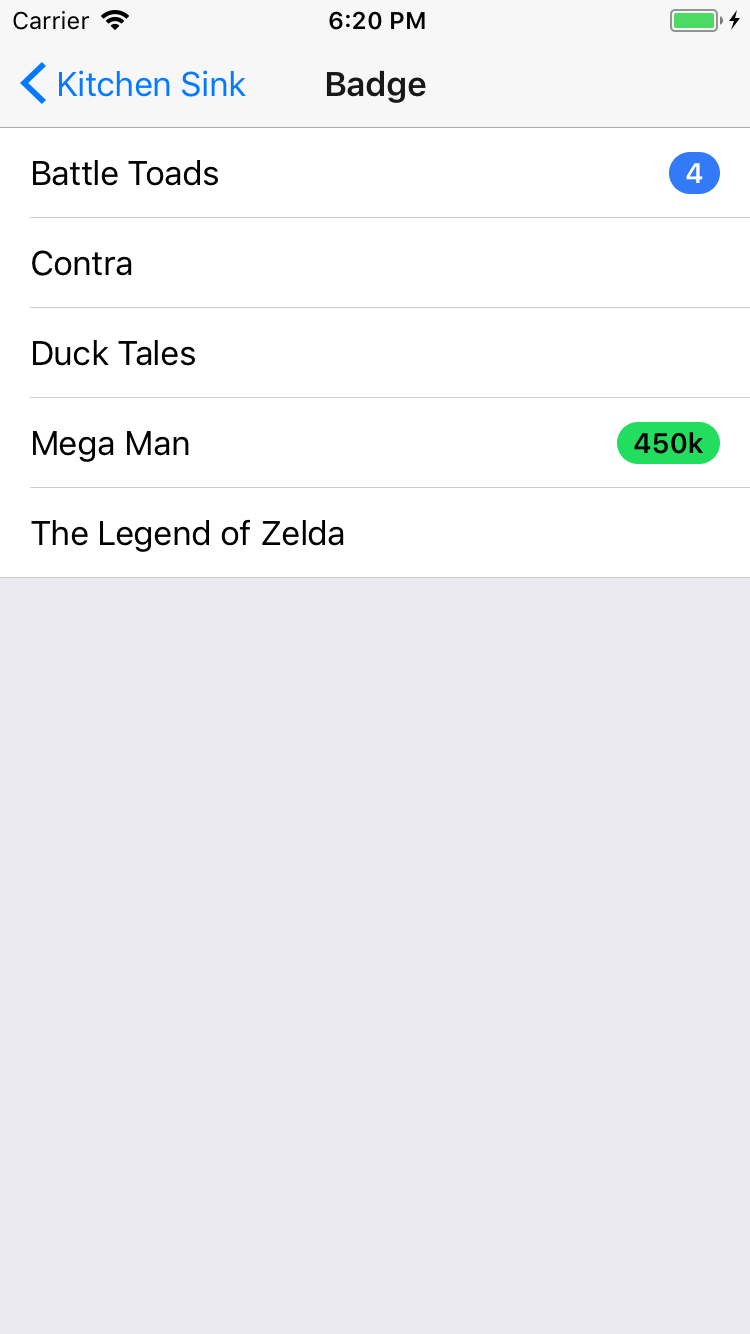 Carrier 6:20 PM
Kitchen Sink Badge
Battle Toads 4
Contra
Duck Tales
Mega Man 450k
The Legend of Zelda